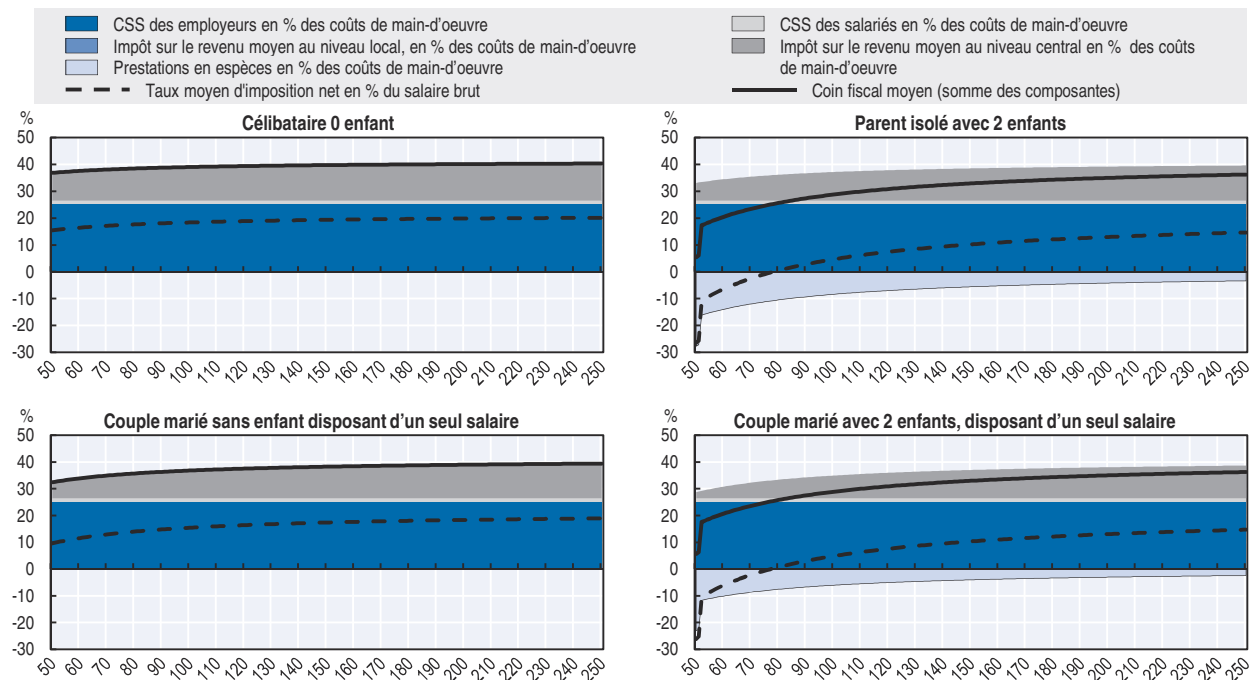 CSS des employeurs en % des coûts de main-d'oeuvre
CSS des salariés en % des coûts de main-d'oeuvre
Impôt sur le revenu moyen au niveau local, en % des coûts de main-d'oeuvre
Impôt sur le revenu moyen au niveau central en % des coûts
de main-d'oeuvre
Prestations en espèces en % des coûts de main-d'oeuvre
Taux moyen d'imposition net en % du salaire brut
Coin fiscal moyen (somme des composantes)
%
Célibataire 0 enfant
50
40
30
20
10
0
-10
-20
-30
50 60 70 80 90 100 110 120 130 140 150 160 170 180 190 200 210 220 230 240 250
%
Parent isolé avec 2 enfants
50
40
30
20
10
0
-10
-20
-30
50 60 70 80 90 100 110 120 130 140 150 160 170 180 190 200 210 220 230 240 250
%
Couple marié sans enfant disposant d'un seul salaire
50
40
30
20
10
0
-10
-20
-30
50 60 70 80 90 100 110 120 130 140 150 160 170 180 190 200 210 220 230 240 250
%
Couple marié avec 2 enfants, disposant d'un seul salaire
50
40
30
20
10
0
-10
-20
-30
50 60 70 80 90 100 110 120 130 140 150 160 170 180 190 200 210 220 230 240 250